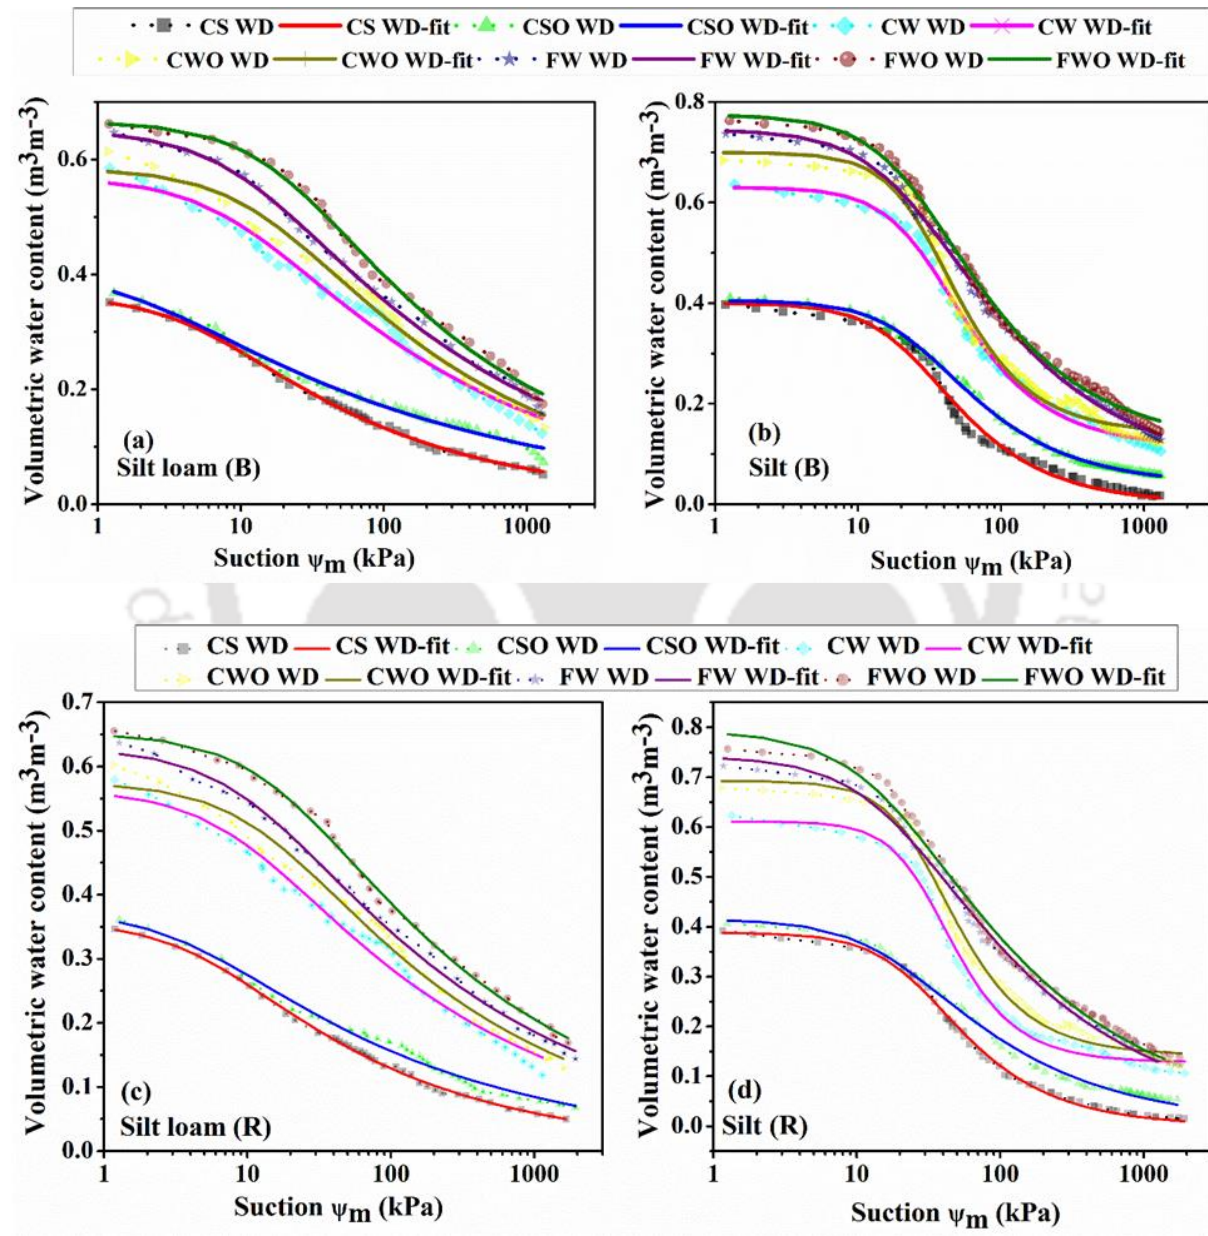 CS WD CS WD-fit CSO WD CSO WD-fit CW WD CW WD-fit
CWO WD CWO WD-fit FW WD FW WD-fit FWO WD FWO WD-fit
Volumetric water content (m3m-3)
0.6
0.4
0.2
0.0
(a)
Silt loam (B)
1 10 100 1000
Suction ψm (kPa)
Volumetric water content (m3m-3)
0.8
0.6
0.4
0.2
0.0
(b)
Silt (B)
1 10 100 1000
Suction ψm (kPa)
CS WD CS WD-fit CSO WD CSO WD-fit CW WD CW WD-fit
CWO WD CWO WD-fit FW WD FW WD-fit FWO WD FWO WD-fit
Volumetric water content (m3m-3)
0.7
0.6
0.5
0.4
0.3
0.2
0.1
0.0
(c)
Silt loam (R)
1 10 100 1000
Suction ψm (kPa)
Volumetric water content (m3m-3)
0.8
0.7
0.6
0.5
0.4
0.3
0.2
0.1
0.0
(d)
Silt (R)
1 10 100 1000
Suction ψm (kPa)